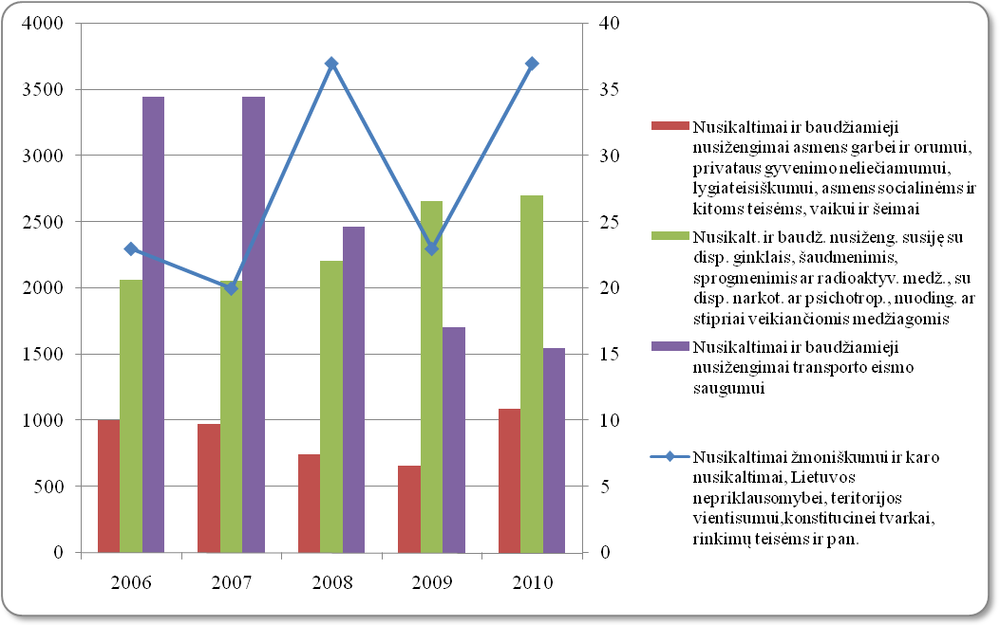 4000
3500
3000
2500
2000
1500
1000
500
0
40
35
30
25
20
15
10
5
0
2006 2007 2008 2009 2010
Nusikaltimai ir baudžiamieji
nusižengimai asmens garbei ir orumui,
privataus gyvenimo neliečiamumui,
lygiateisiškumui, asmens socialinėms ir
kitoms teisėms, vaikui ir šeimai
Nusikalt. ir baudž. nusiženg. susiję su
disp. ginklais, šaudmenimis,
sprogmenimis ar radioaktyv. medž., su
disp. narkot. ar psichotrop., nuoding. ar
stipriai veikiančiomis medžiagomis
Nusikaltimai ir baudžiamieji
nusižengimai transporto eismo
saugumui
Nusikaltimai žmoniškumui ir karo
nusikaltimai, Lietuvos
nepriklausomybei, teritorijos
vientisumui,konstitucinei tvarkai,
rinkimų teisėms ir pan.